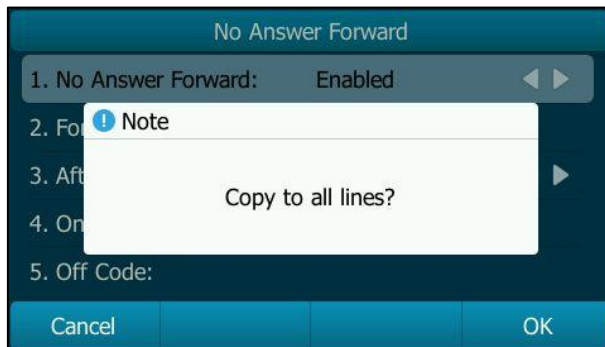 No Answer Forward
1. No Answer Forward: Enabled
2. For
Note
3. Aft
Copy to all lines?
4. On
5. Off Code:
Cancel OK